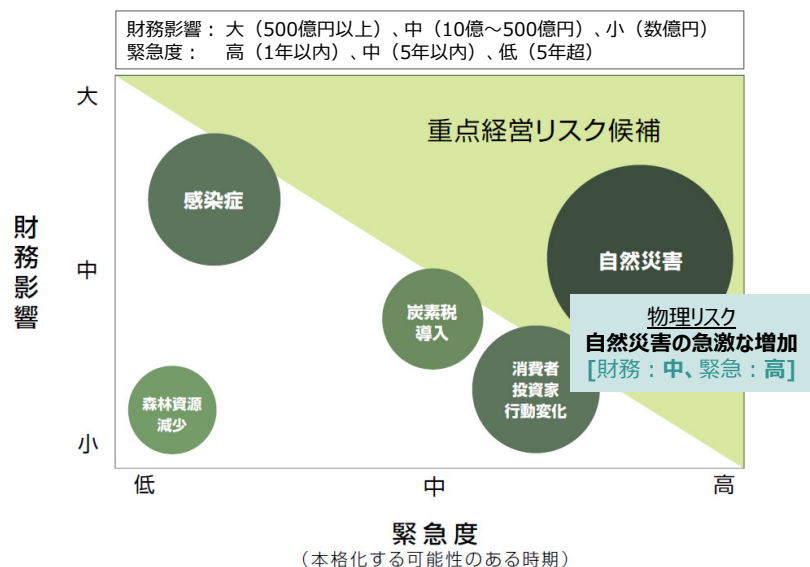 財務影響： 大（500億円以上）、中（10億～500億円）、小（数億円）
緊急度： 高（1年以内）、中（5年以内）、低（5年超）
大
重点経営リスク候補
感染症
財務影響
中
自然災害
炭素税
導入
物理リスク
自然災害の急激な増加
[財務：中、緊急：高]
消費者
投資家
行動変化
森林資源
減少
小
低
中
高
緊急度
（本格化する可能性のある時期）